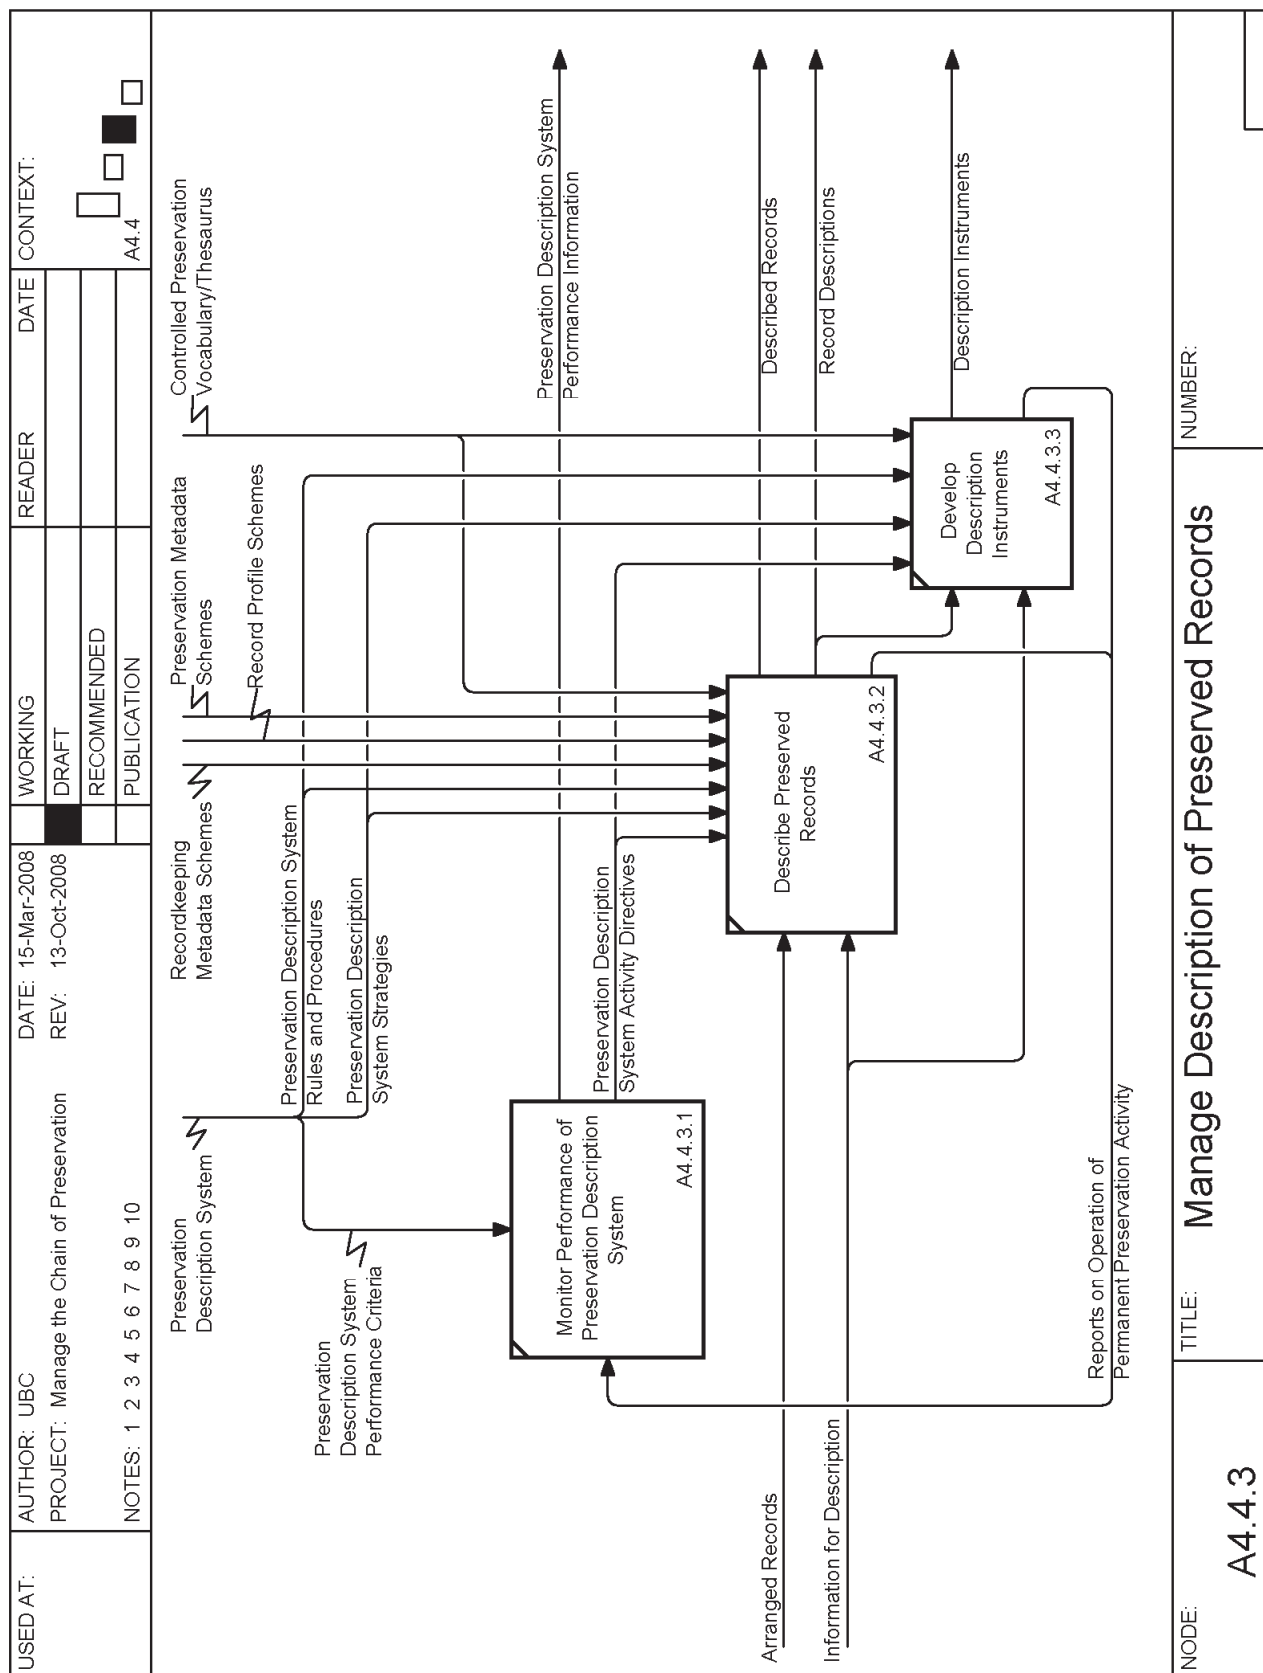 USED AT:
AUTHOR: UBC
DATE: 15-Mar-2008
WORKING
READER
DATE
CONTEXT:
PROJECT: Manage the Chain of Preservation
REV: 13-Oct-2008
DRAFT
RECOMMENDED
NOTES: 1 2 3 4 5 6 7 8 9 10
PUBLICATION
A4.4
Preservation
Description System
Recordkeeping
Metadata Schemes
Preservation Metadata
Schemes
Record Profile Schemes
Controlled Preservation
Vocabulary/Thesaurus
Preservation Description System
Rules and Procedures
Preservation Description
System Strategies
Preservation
Description System
Performance Criteria
Monitor Performance of
Preservation Description
System
A4.4.3.1
Preservation Description System
Performance Information
Preservation Description
System Activity Directives
Arranged Records
Information for Description
Describe Preserved
Records
A4.4.3.2
Described Records
Record Descriptions
Develop
Description
Instruments
A4.4.3.3
Description Instruments
Reports on Operation of
Permanent Preservation Activity
NODE:
A4.4.3
TITLE:
Manage Description of Preserved Records
NUMBER: